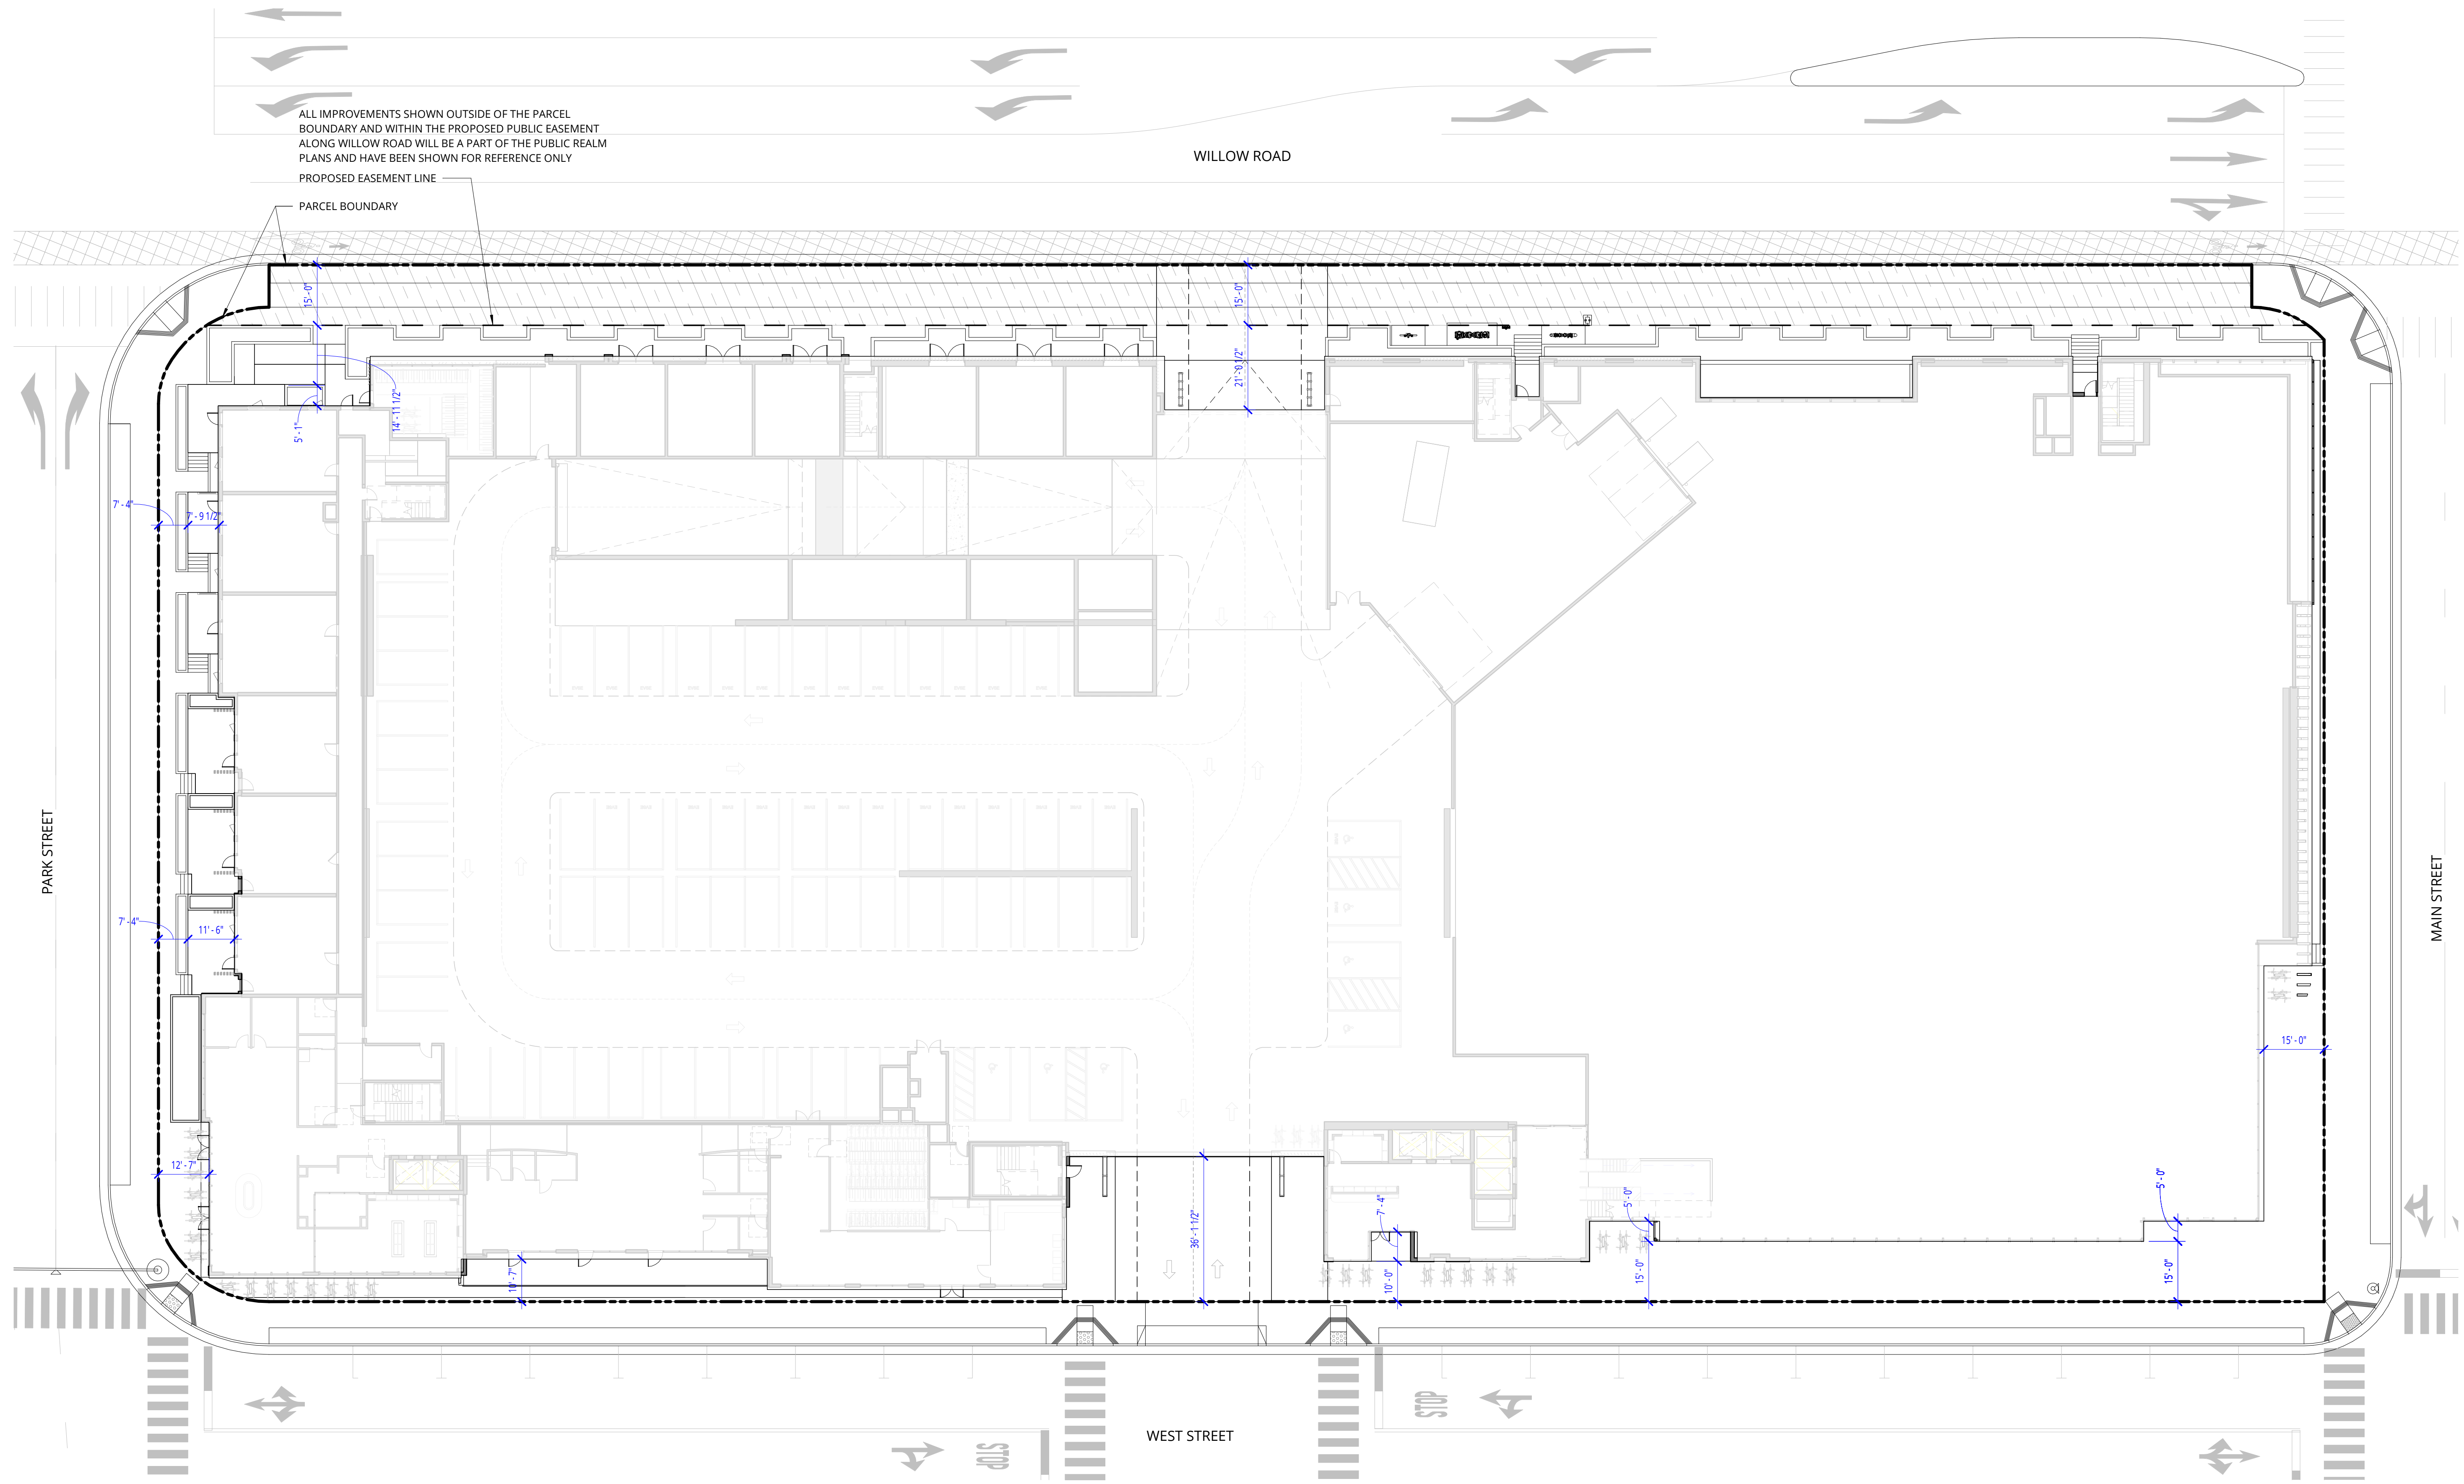 ALL IMPROVEMENTS SHOWN OUTSIDE OF THE PARCEL
BOUNDARY AND WITHIN THE PROPOSED PUBLIC EASEMENT
ALONG WILLOW ROAD WILL BE A PART OF THE PUBLIC REALM
PLANS AND HAVE BEEN SHOWN FOR REFERENCE ONLY
WILLOW ROAD
PROPOSED EASEMENT LINE
PARCEL BOUNDARY
15' - 0"
15' - 0"
21' - 0 1/2"
14' - 11 1/2"
5' - 1"
7' - 4"
7' - 9 1/2"
PARK STREET
MAIN STREET
7' - 4"
11' - 6"
15' - 0"
12' - 7"
36' - 1 1/2"
7' - 4"
5' - 0"
5' - 0"
10' - 7"
10' - 0"
15' - 0"
15' - 0"
STOP
WEST STREET
STOP